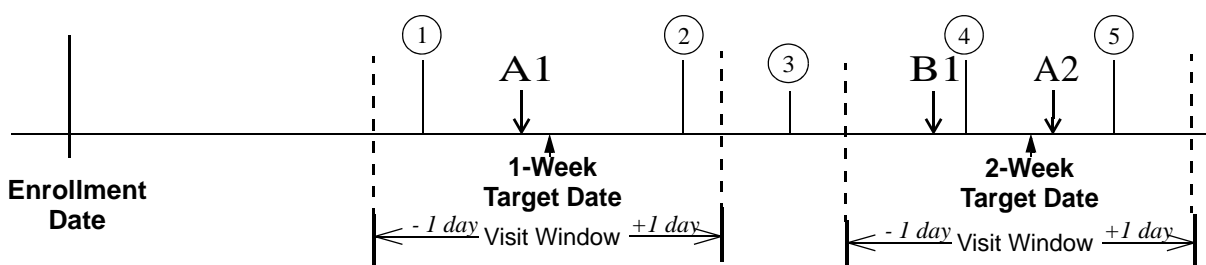 1
2
3
4
5
A1
B1
A2
Enrollment
Date
1-Week
Target Date
2-Week
Target Date
- 1 day
Visit Window
+1 day
- 1 day
Visit Window
+1 day